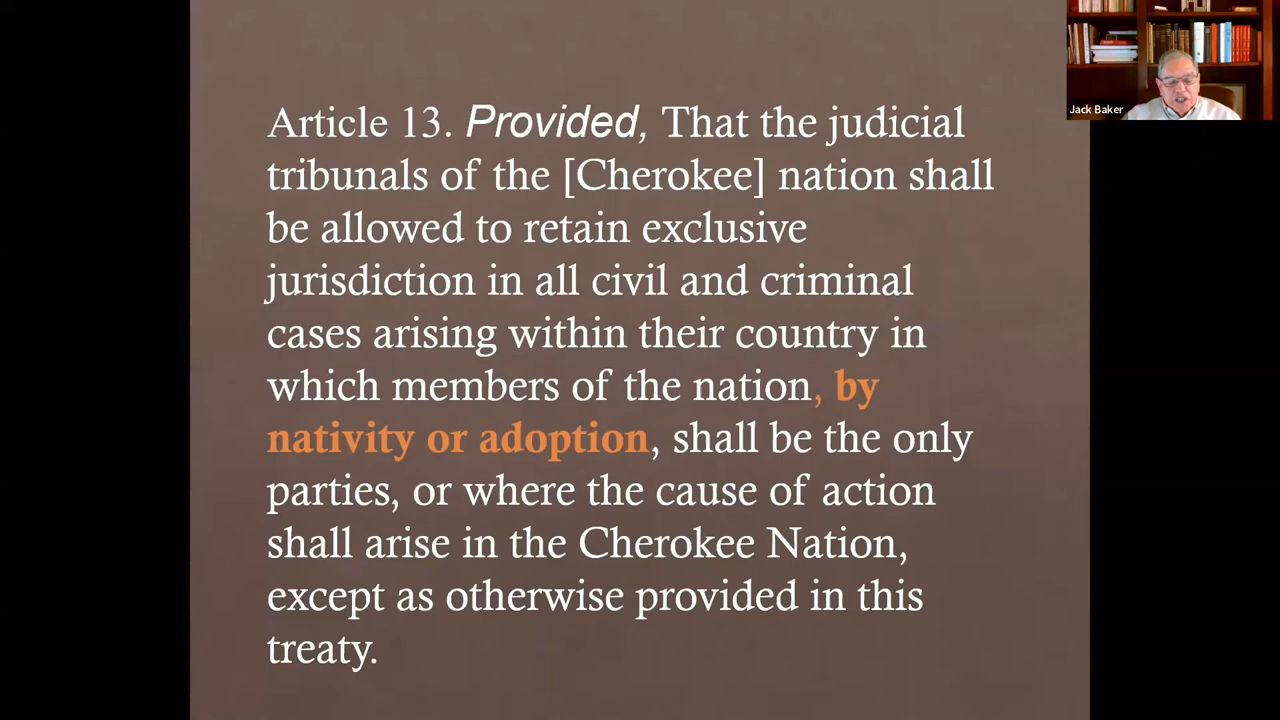 Article 13. Provided, That the judicial
tribunals of the [Cherokee] nation shall
be allowed to retain exclusive
jurisdiction in all civil and criminal
cases arising within their country in
which members of the nation, by
nativity or adoption, shall be the only
parties, or where the cause of action
shall arise in the Cherokee Nation,
except as otherwise provided in this
treaty.
Jack Baker